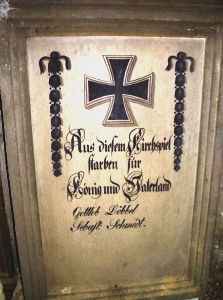 Aus diesem Kirchspiel
starben für
König und Vaterland
Gottlob Döbbel
Sebast: Schmidt.